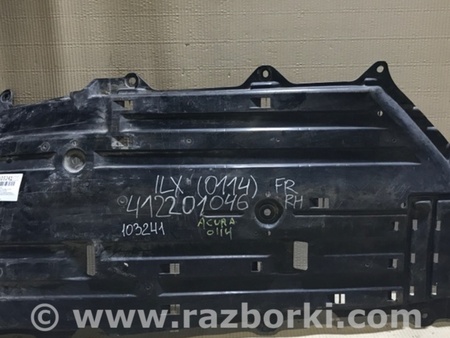 ILX (0114) FR
412201046 RH
103241 ACURA
0114
www.razborki.com